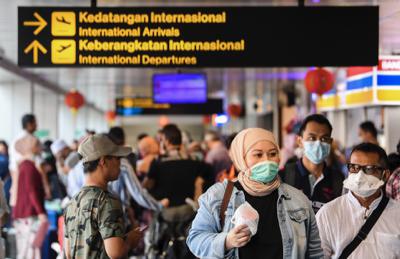 Kedatangan Internasional
International Arrivals
Keberangkatan Internasional
International Departures